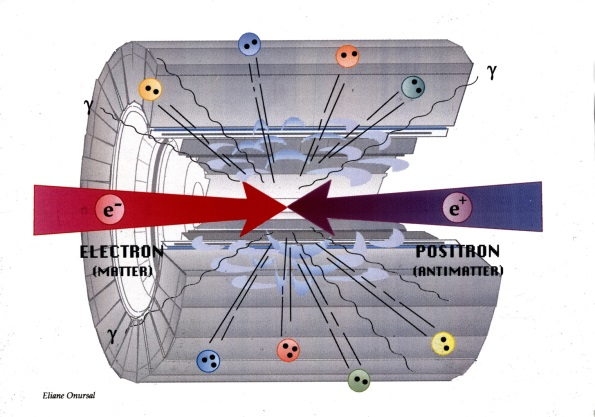 γ
γ
e⁻
e⁺
ELECTRON
(MATTER)
POSITRON
(ANTIMATTER)
γ
Eliane Onursal